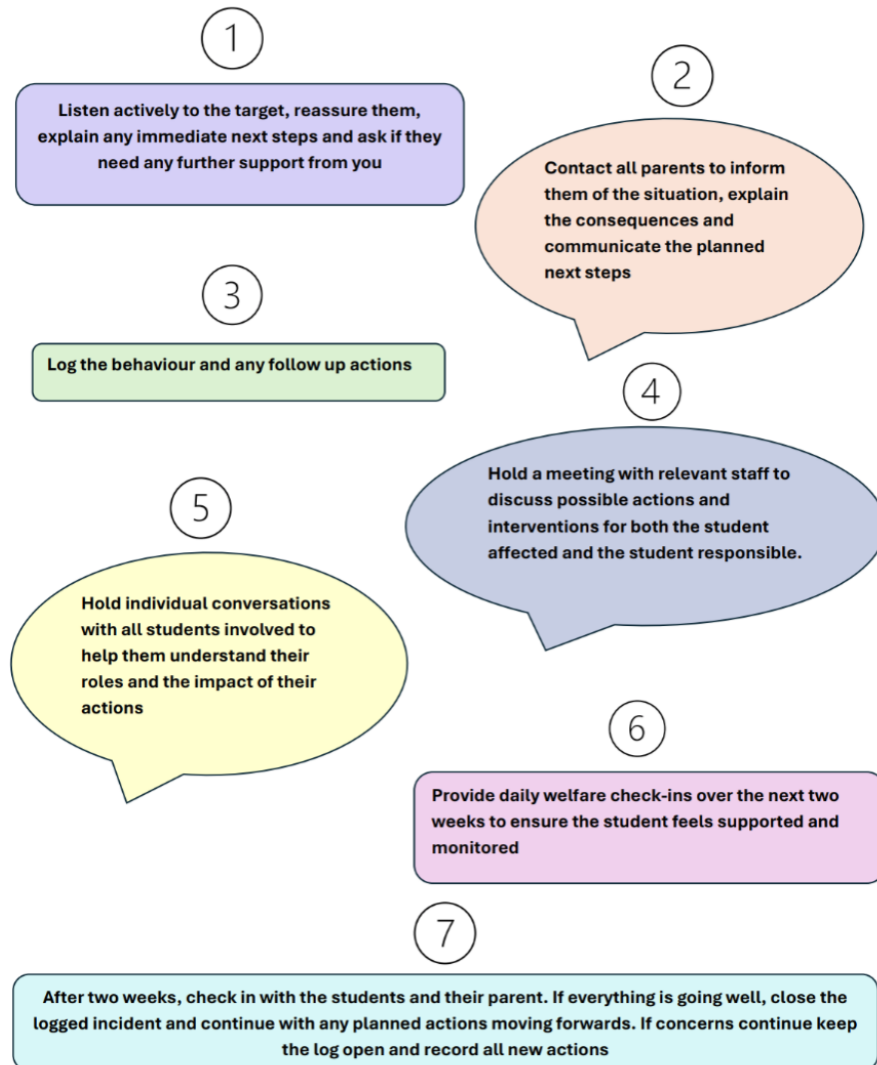 1
Listen actively to the target, reassure them,
explain any immediate next steps and ask if they
need any further support from you
2
Contact all parents to inform
them of the situation, explain
the consequences and
communicate the planned
next steps
3
Log the behaviour and any follow up actions
4
Hold a meeting with relevant staff to
discuss possible actions and
interventions for both the student
affected and the student responsible.
5
Hold individual conversations
with all students involved to
help them understand their
roles and the impact of their
actions
6
Provide daily welfare check-ins over the next two
weeks to ensure the student feels supported and
monitored
7
After two weeks, check in with the students and their parent. If everything is going well, close the
logged incident and continue with any planned actions moving forwards. If concerns continue keep
the log open and record all new actions